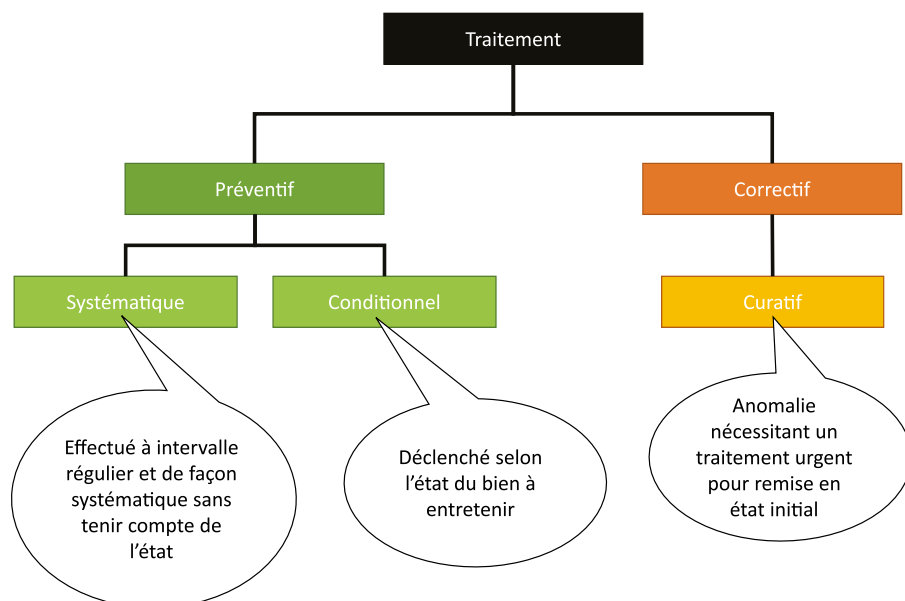 Traitement
Préventif
Correctif
Systématique
Conditionnel
Curatif
Effectué à intervalle
régulier et de façon
systématique sans
tenir compte de
l'état
Déclenché selon
l'état du bien à
entretenir
Anomalie
nécessitant un
traitement urgent
pour remise en
état initial